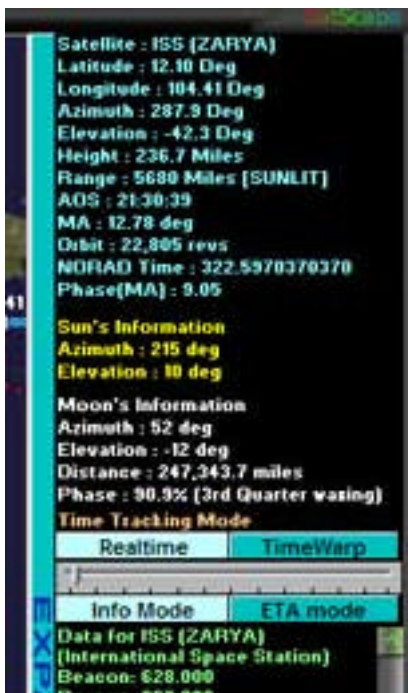 Satellite : ISS (ZARYA)
Latitude : 12.10 Deg
Longitude : 104.41 Deg
Azimuth : 287.9 Deg
Elevation : -42.3 Deg
Height : 236.7 Miles
Range : 5680 Miles [SUNLIT]
AOS : 21:30:39
MA : 12.78 deg
Orbit : 22,805 revs
NORAD Time : 322.5970370370
Phase(MA) : 9.05
41
Sun's Information
Azimuth : 215 deg
Elevation : 10 deg
Moon's Information
Azimuth : 52 deg
Elevation : -12 deg
Distance : 247,343.7 miles
Phase : 90.9% (3rd Quarter waxing)
Time Tracking Mode
Realtime TimeWarp
Info Mode ETA mode
EXP
Data for ISS (ZARYA)
(International Space Station)
Beacon: 628.000